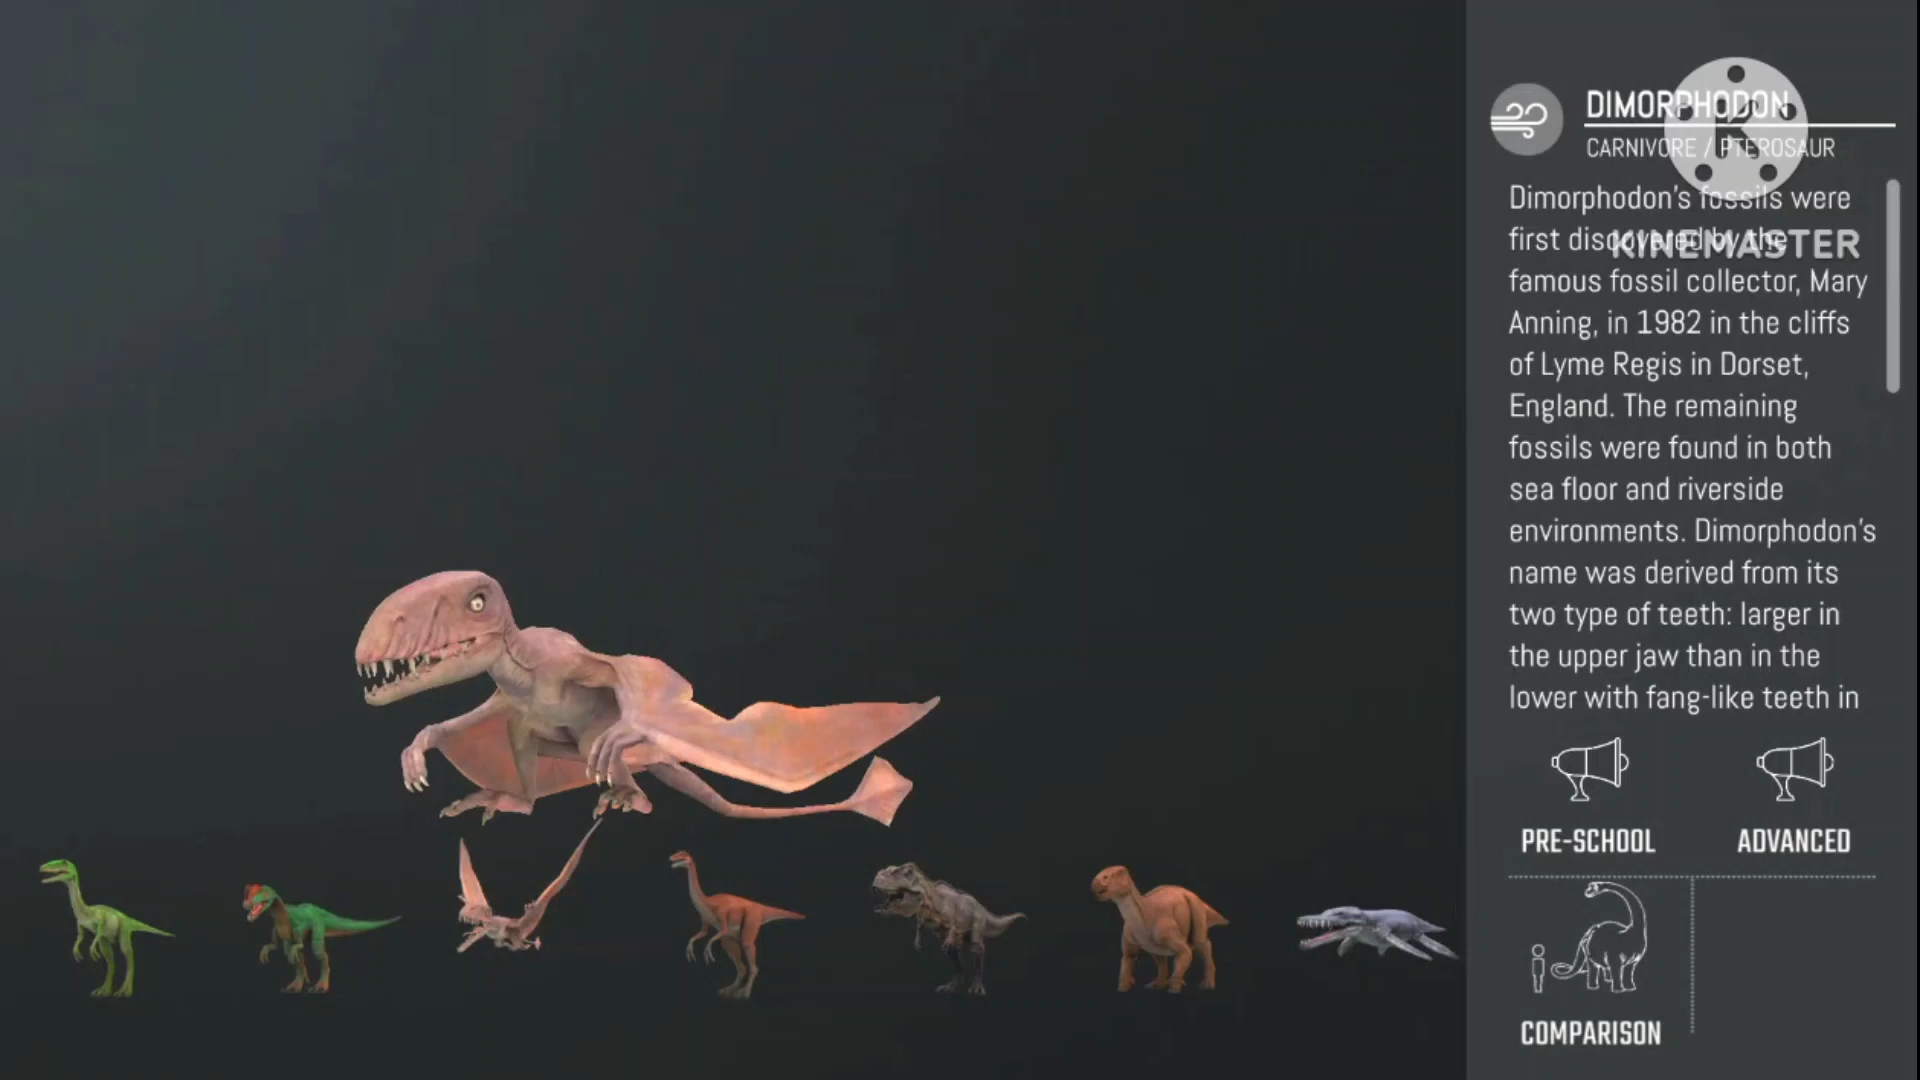 DIMORPHODON
CARNIVORE / PTEROSAUR
Dimorphodon's fossils were
first discovered by the
KINEMASTER
famous fossil collector, Mary
Anning, in 1982 in the cliffs
of Lyme Regis in Dorset,
England. The remaining
fossils were found in both
sea floor and riverside
environments. Dimorphodon's
name was derived from its
two type of teeth: larger in
the upper jaw than in the
lower with fang-like teeth in
PRE-SCHOOL
ADVANCED
COMPARISON